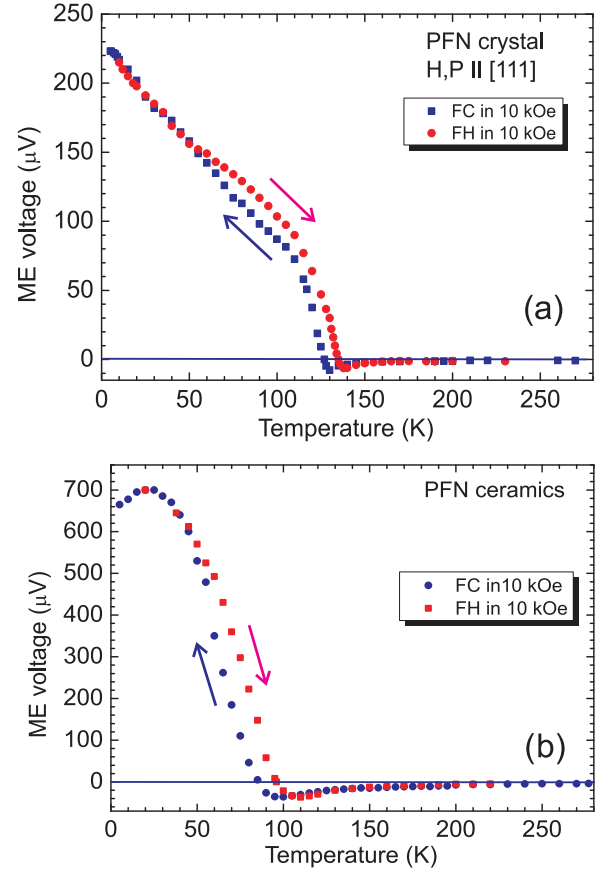 250
200
150
100
50
0
ME voltage (μV)
PFN crystal
H,P II [111]
FC in 10 kOe
FH in 10 kOe
(a)
0 50 100 150 200 250
Temperature (K)
700
600
500
400
300
200
100
0
ME voltage (μV)
PFN ceramics
FC in10 kOe
FH in 10 kOe
(b)
0 50 100 150 200 250
Temperature (K)